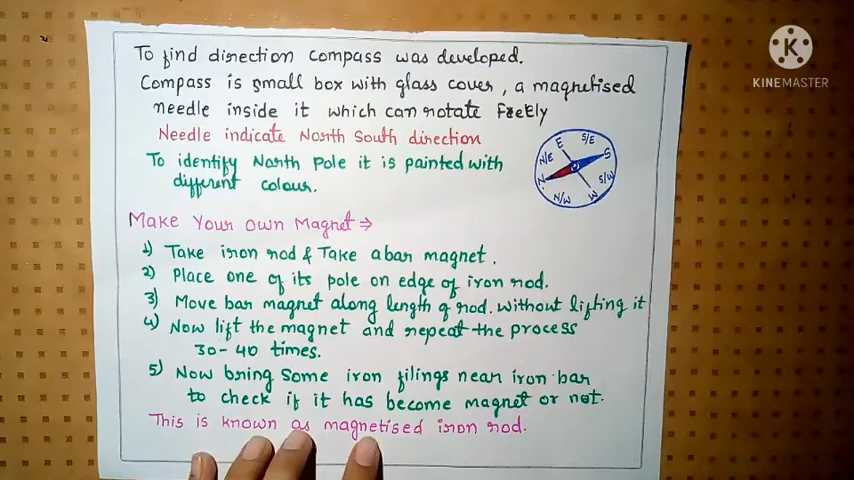 To find direction compass was developed.
Compass is small box with glass cover, a magnetised
needle inside it which can rotate freely
Needle indicate North South direction
To identify North Pole it is painted with
different colour.
N/E E S/E
N S
N/W W S/W
Make Your Own Magnet ⇒
1) Take iron rod & Take a bar magnet.
2) Place one of its pole on edge of iron rod.
3) Move bar magnet along length of rod. without lifting it
4) Now lift the magnet and repeat the process
30-40 times.
5) Now bring some iron filings near iron bar
to check if it has become magnet or not.
This is known as magnetised iron rod.
K
KINEMASTER